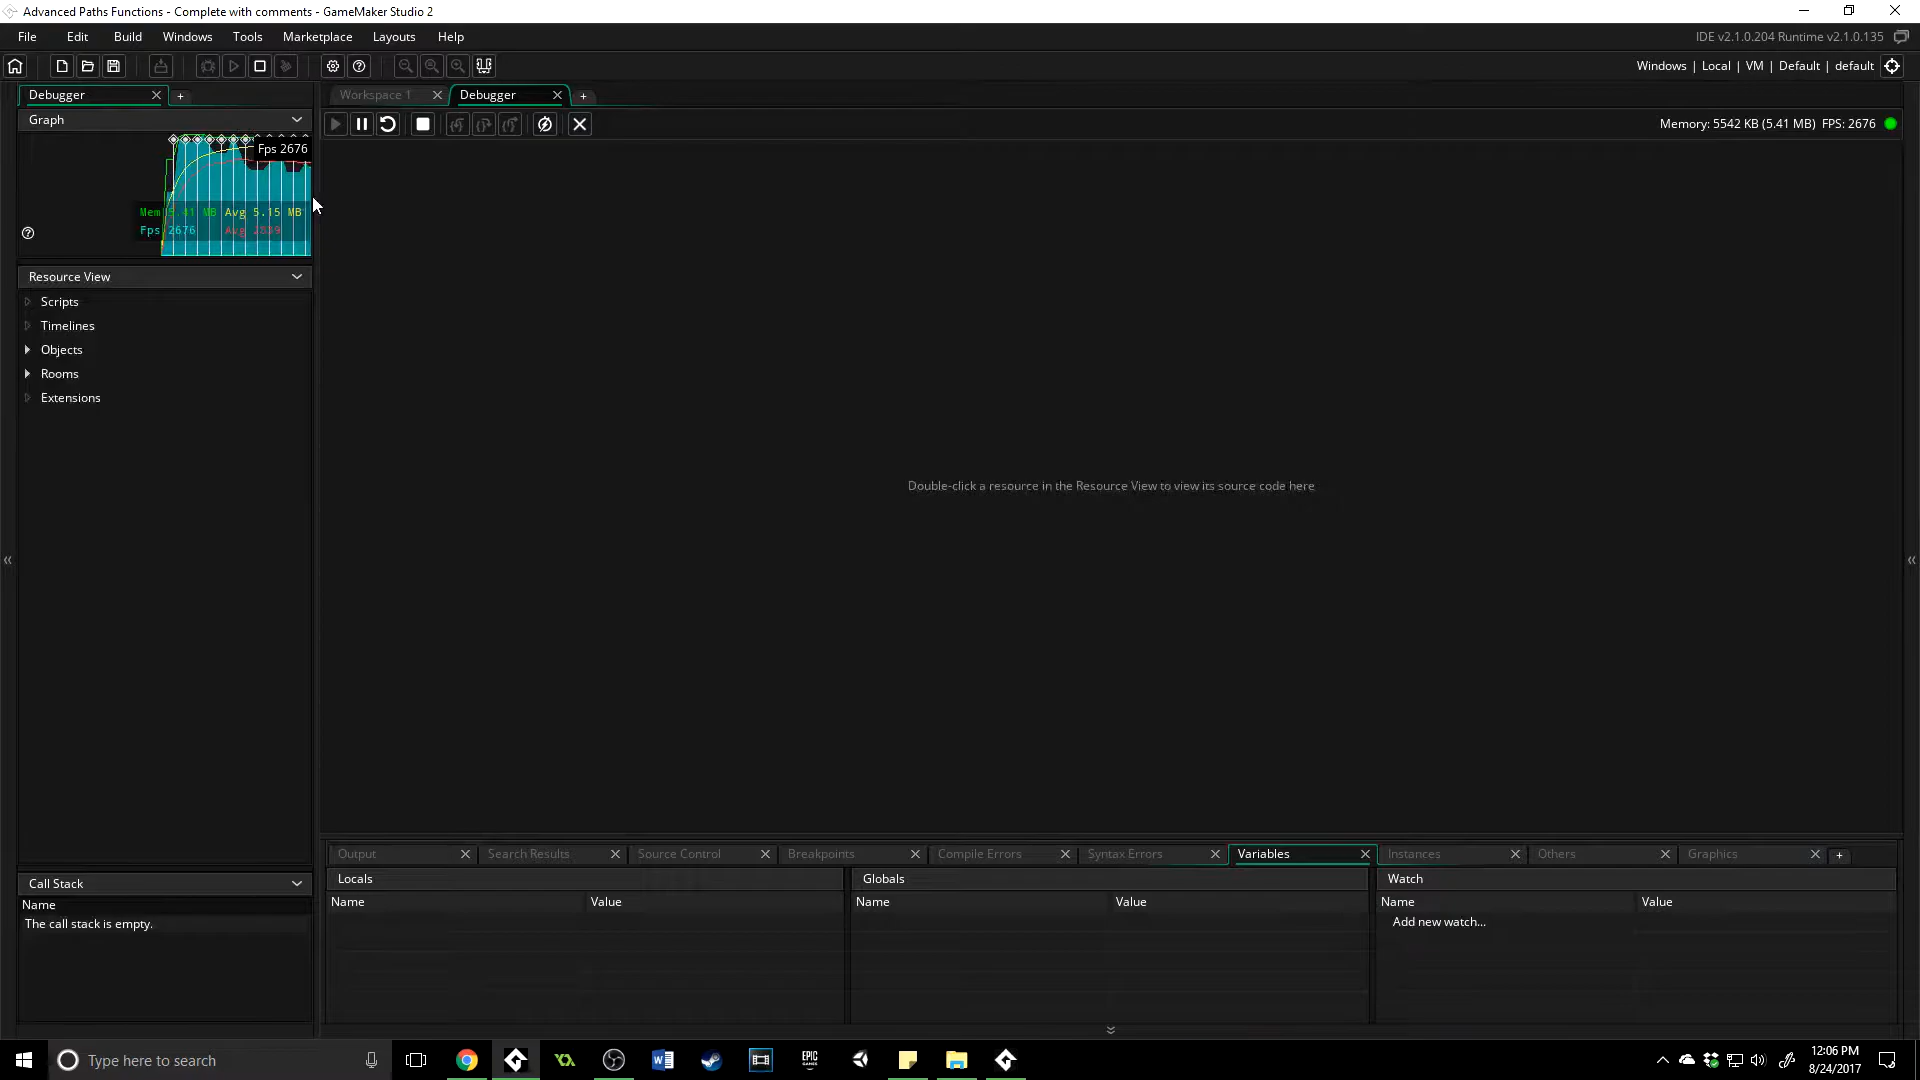 Advanced Paths Functions - Complete with comments - GameMaker Studio 2
File Edit Build Windows Tools Marketplace Layouts Help
IDE v2.1.0.204 Runtime v2.1.0.135
Windows | Local | VM | Default | default
Debugger
Workspace 1
Debugger
Graph
Memory: 5542 KB (5.41 MB) FPS: 2676
Fps 2676
Mem 5.41 MB Avg 5.15 MB
Fps 2676 Avg 2839
Resource View
Scripts
Timelines
Objects
Rooms
Extensions
Double-click a resource in the Resource View to view its source code here
Output Search Results Source Control Breakpoints Compile Errors Syntax Errors Variables Instances Others Graphics
Call Stack
Name
The call stack is empty.
Locals
Name Value
Globals
Name Value
Watch
Name Value
Add new watch...
Type here to search
EPIC
GAMES
12:06 PM
8/24/2017